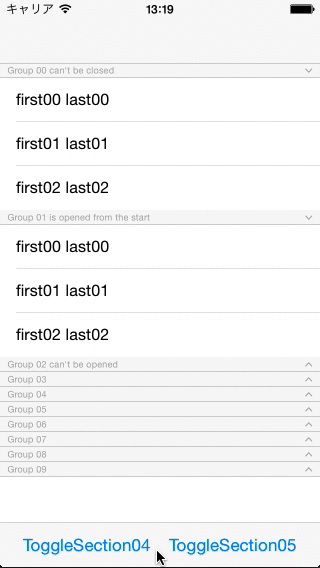 キャリア 13:19
Group 00 can't be closed
first00 last00
first01 last01
first02 last02
Group 01 is opened from the start
first00 last00
first01 last01
first02 last02
Group 02 can't be opened
Group 03
Group 04
Group 05
Group 06
Group 07
Group 08
Group 09
ToggleSection04 ToggleSection05